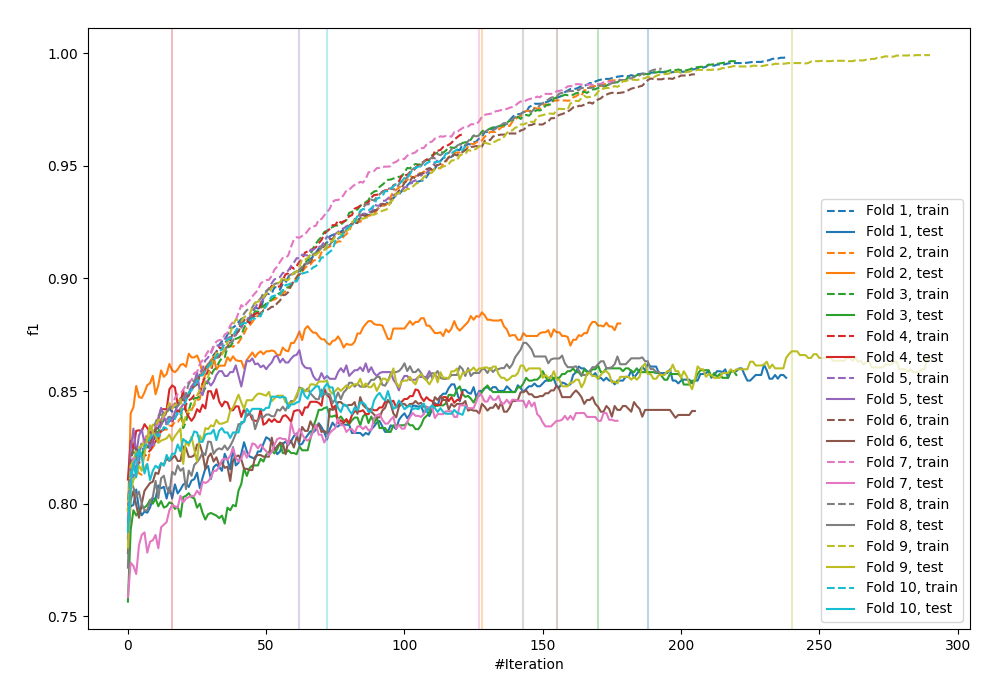 1.00
0.95
0.90
0.85
0.80
0.75
f1
0
50
100
150
200
250
300
#Iteration
Fold 1, train
Fold 1, test
Fold 2, train
Fold 2, test
Fold 3, train
Fold 3, test
Fold 4, train
Fold 4, test
Fold 5, train
Fold 5, test
Fold 6, train
Fold 6, test
Fold 7, train
Fold 7, test
Fold 8, train
Fold 8, test
Fold 9, train
Fold 9, test
Fold 10, train
Fold 10, test